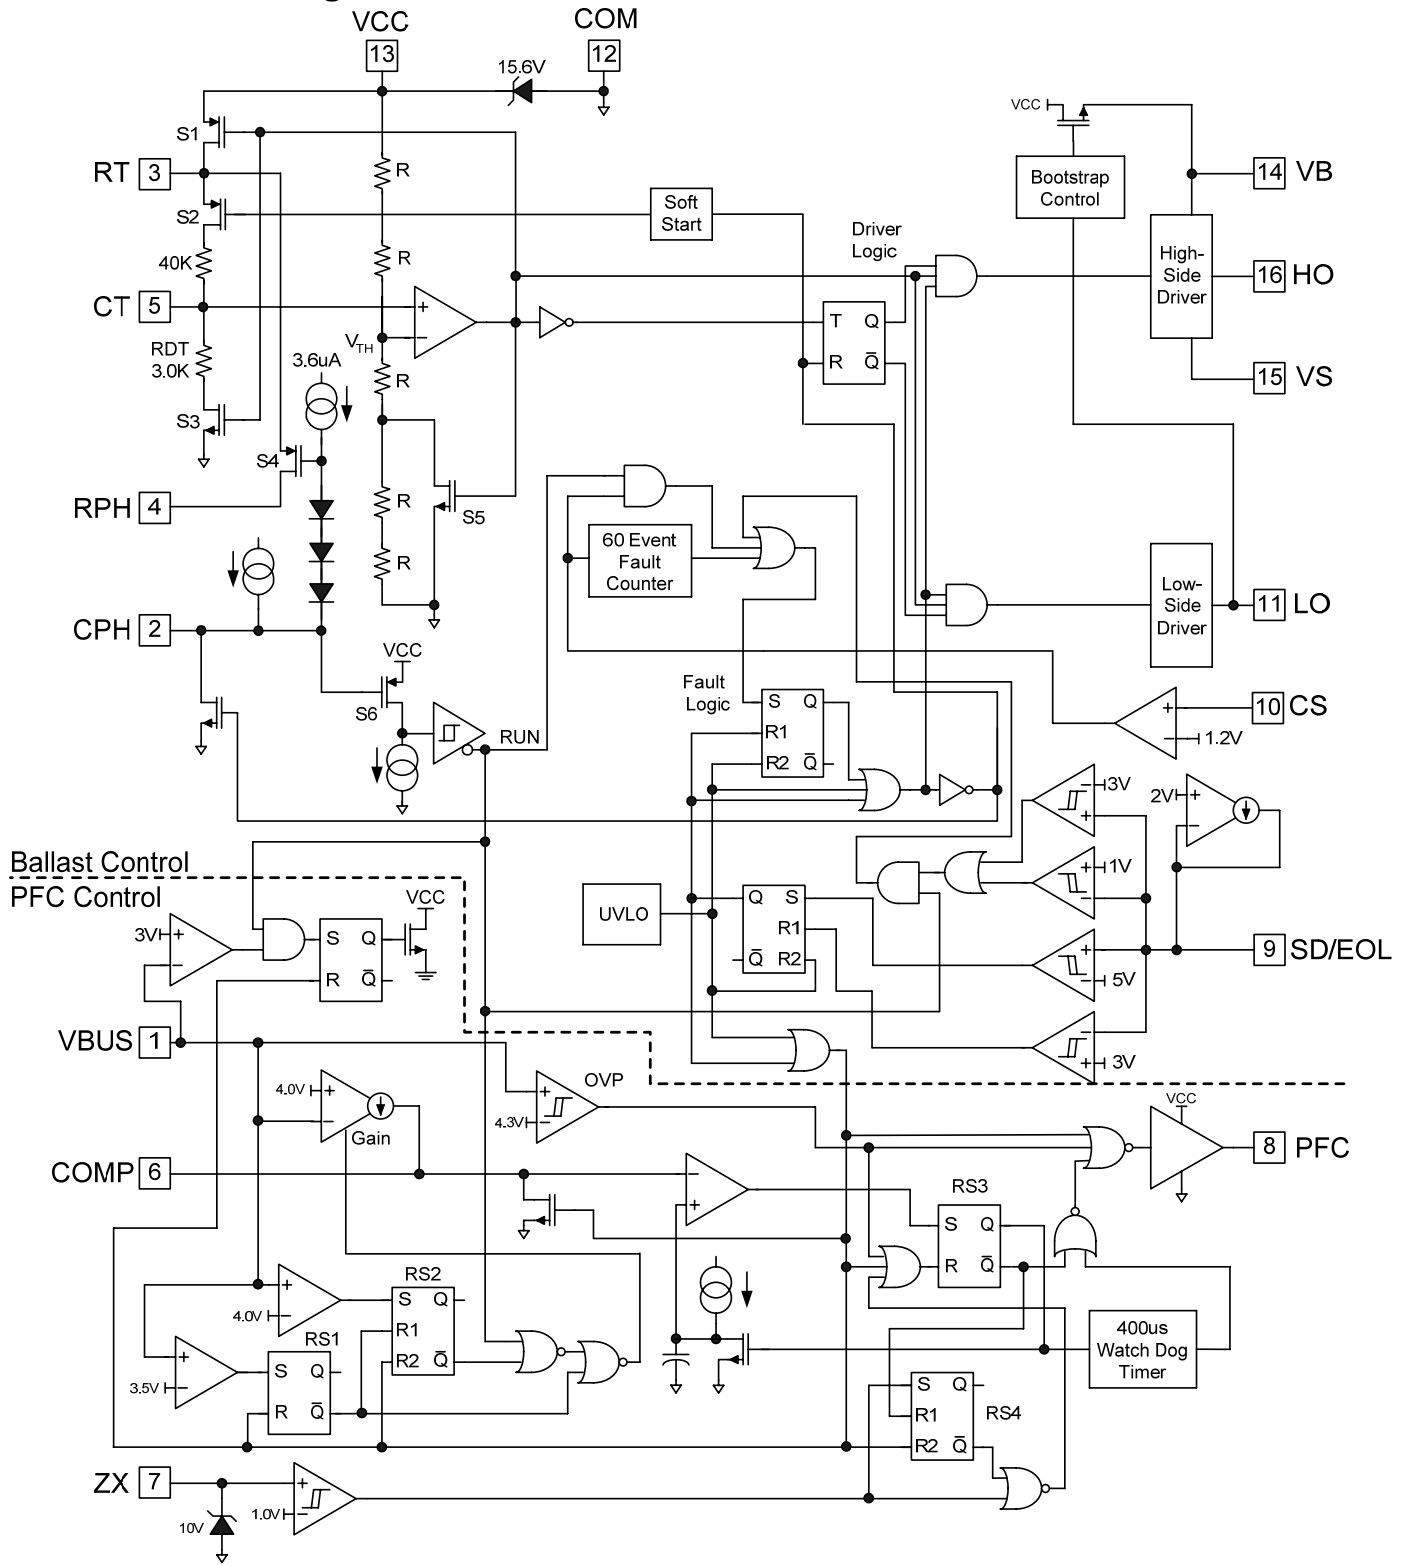 VCC
COM
13
12
15.6V
VCC
S1
RT 3
R
14 VB
Bootstrap
Control
S2
Soft
Start
Driver
Logic
40K
R
High-
Side
Driver
16 HO
CT 5
+
−
VTH
T Q
R Q̅
RDT
3.0K
3.6uA
R
15 VS
S3
S4
RPH 4
R
S5
60 Event
Fault
Counter
R
Low-
Side
Driver
11 LO
CPH 2
VCC
S6
RUN
Fault
Logic
S Q
R1
R2 Q̅
+
−
1.2V
10 CS
3V
−
+
2V
+
−
1V
−
+
Ballast Control
PFC Control
UVLO
Q S
R1
Q̅ R2
VCC
3V
+
−
S Q
R Q̅
+
−
5V
9 SD/EOL
−
+
3V
VBUS 1
4.0V
+
−
Gain
OVP
+
4.3V
−
VCC
8 PFC
COMP 6
−
+
RS3
S Q
R Q̅
+
4.0V
−
RS2
S Q
R1
R2 Q̅
RS1
+
3.5V
−
S Q
R Q̅
400us
Watch Dog
Timer
S Q
R1
R2 Q̅
RS4
ZX 7
+
1.0V
−
10V